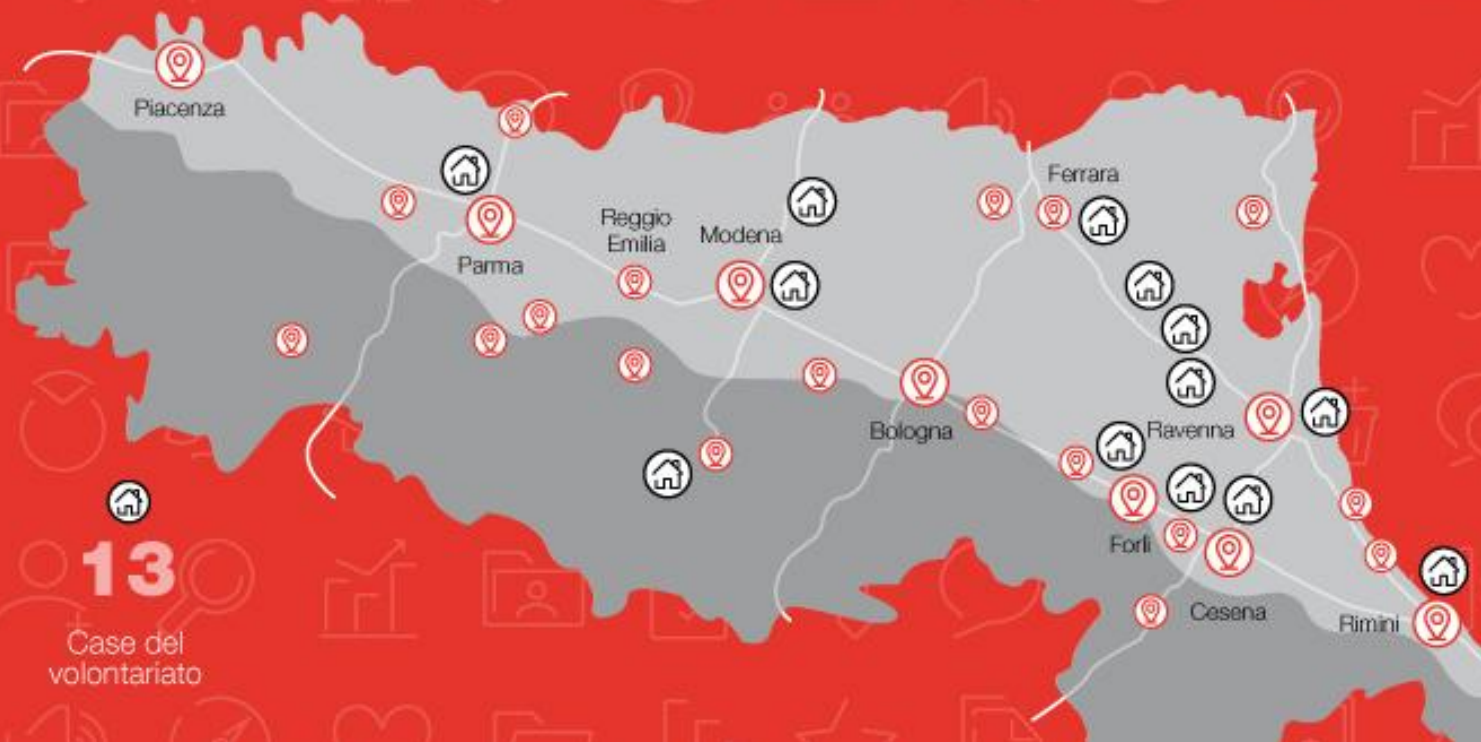 Piacenza
Ferrara
Reggio
Emilia
Modena
Parma
Bologna
Ravenna
Forlì
Cesena
Rimini
13
Case del
volontariato